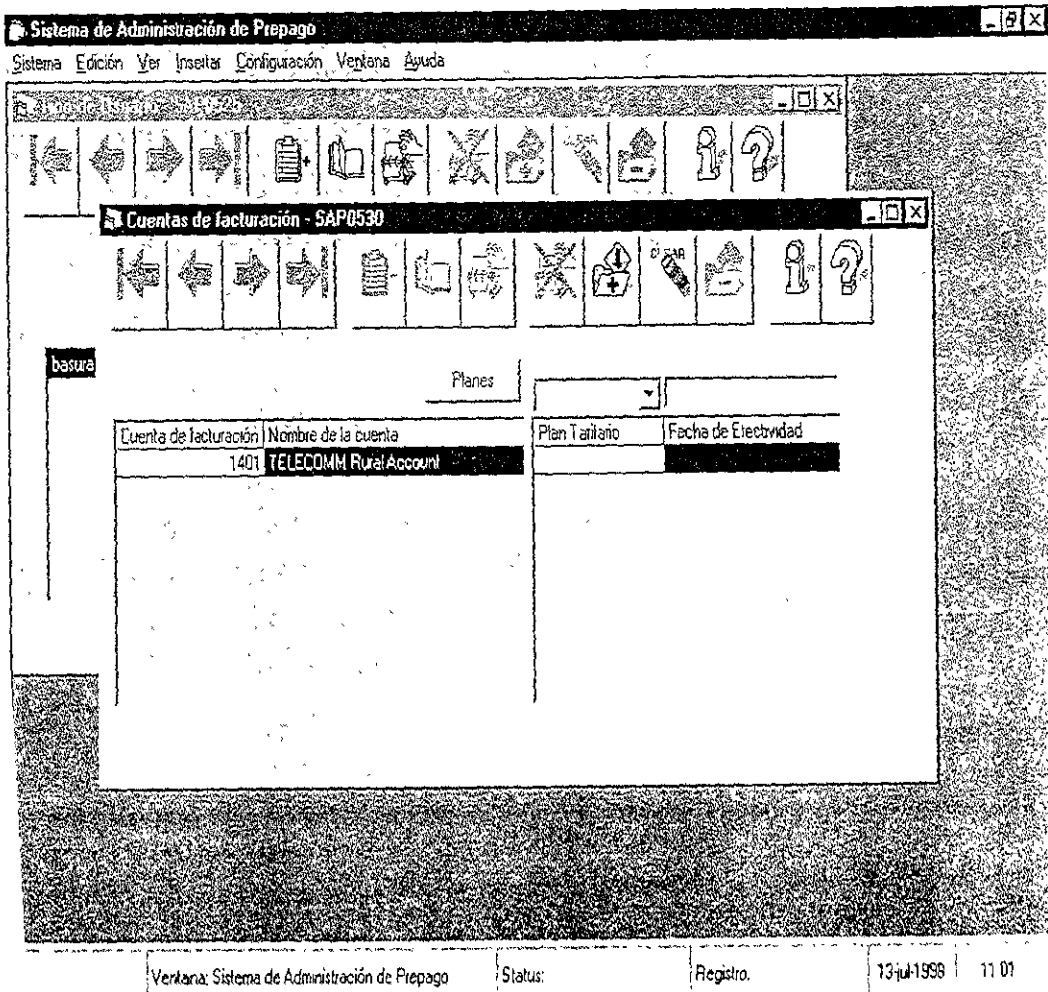 Sistema de Administración de Prepago
Sistema Edición Ver Insertar Configuración Ventana Ayuda
Cuentas de facturación - SAP0530
basura
Planes
Cuenta de facturación Nombre de la cuenta Plan Tarifario Fecha de Efectividad
1401 TELECOMM Rural Account
Ventana: Sistema de Administración de Prepago Status: Registro. 13-jul-1999 11 01